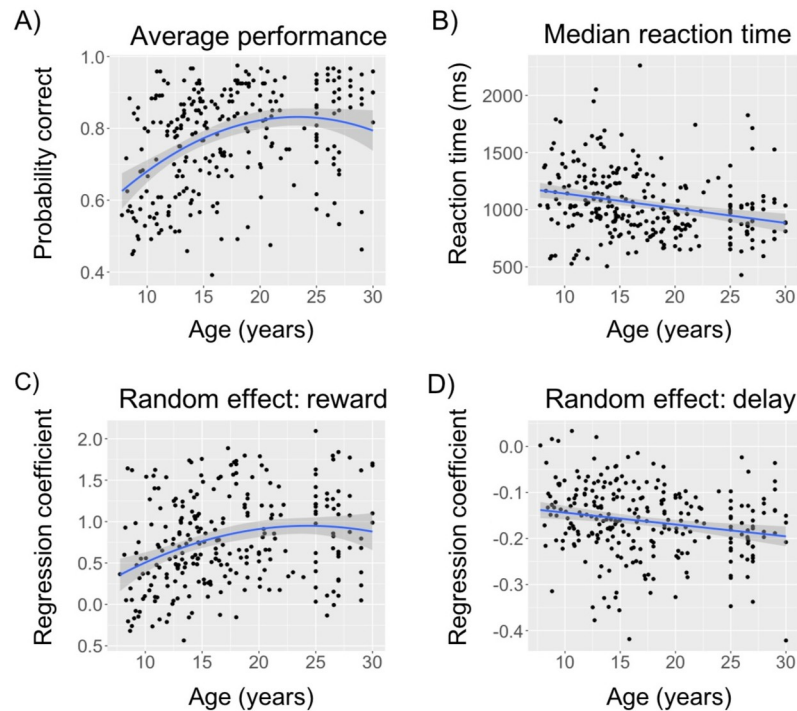 A)
Average performance
Probability correct
1.0
0.8
0.6
0.4
10 15 20 25 30
Age (years)
B)
Median reaction time
Reaction time (ms)
2000
1500
1000
500
10 15 20 25 30
Age (years)
C)
Random effect: reward
Regression coefficient
2.0
1.5
1.0
0.5
0.0
0.5
10 15 20 25 30
Age (years)
D)
Random effect: delay
Regression coefficient
0.0
-0.1
-0.2
-0.3
-0.4
10 15 20 25 30
Age (years)